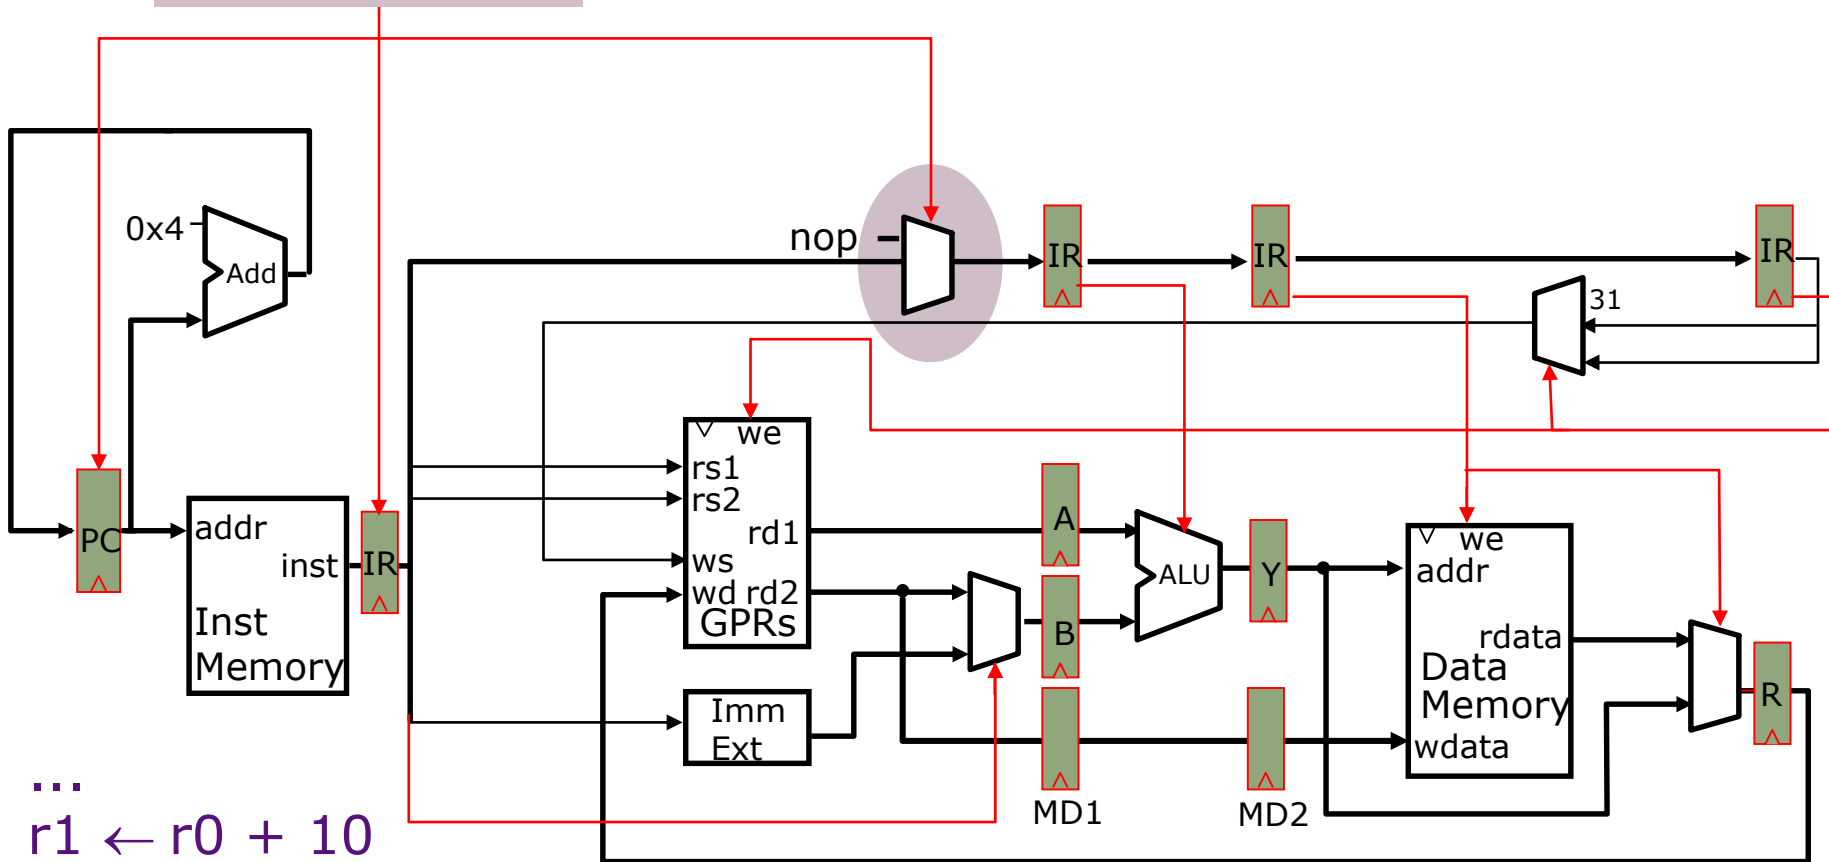 0x4
Add
nop
IR
IR
IR
31
we
rs1
rs2
rd1
ws
wd rd2
GPRs
A
ALU
B
Y
PC
addr
inst
Inst
Memory
IR
we
addr
rdata
Data
Memory
wdata
R
Imm
Ext
MD1
MD2
...
r1 ← r0 + 10